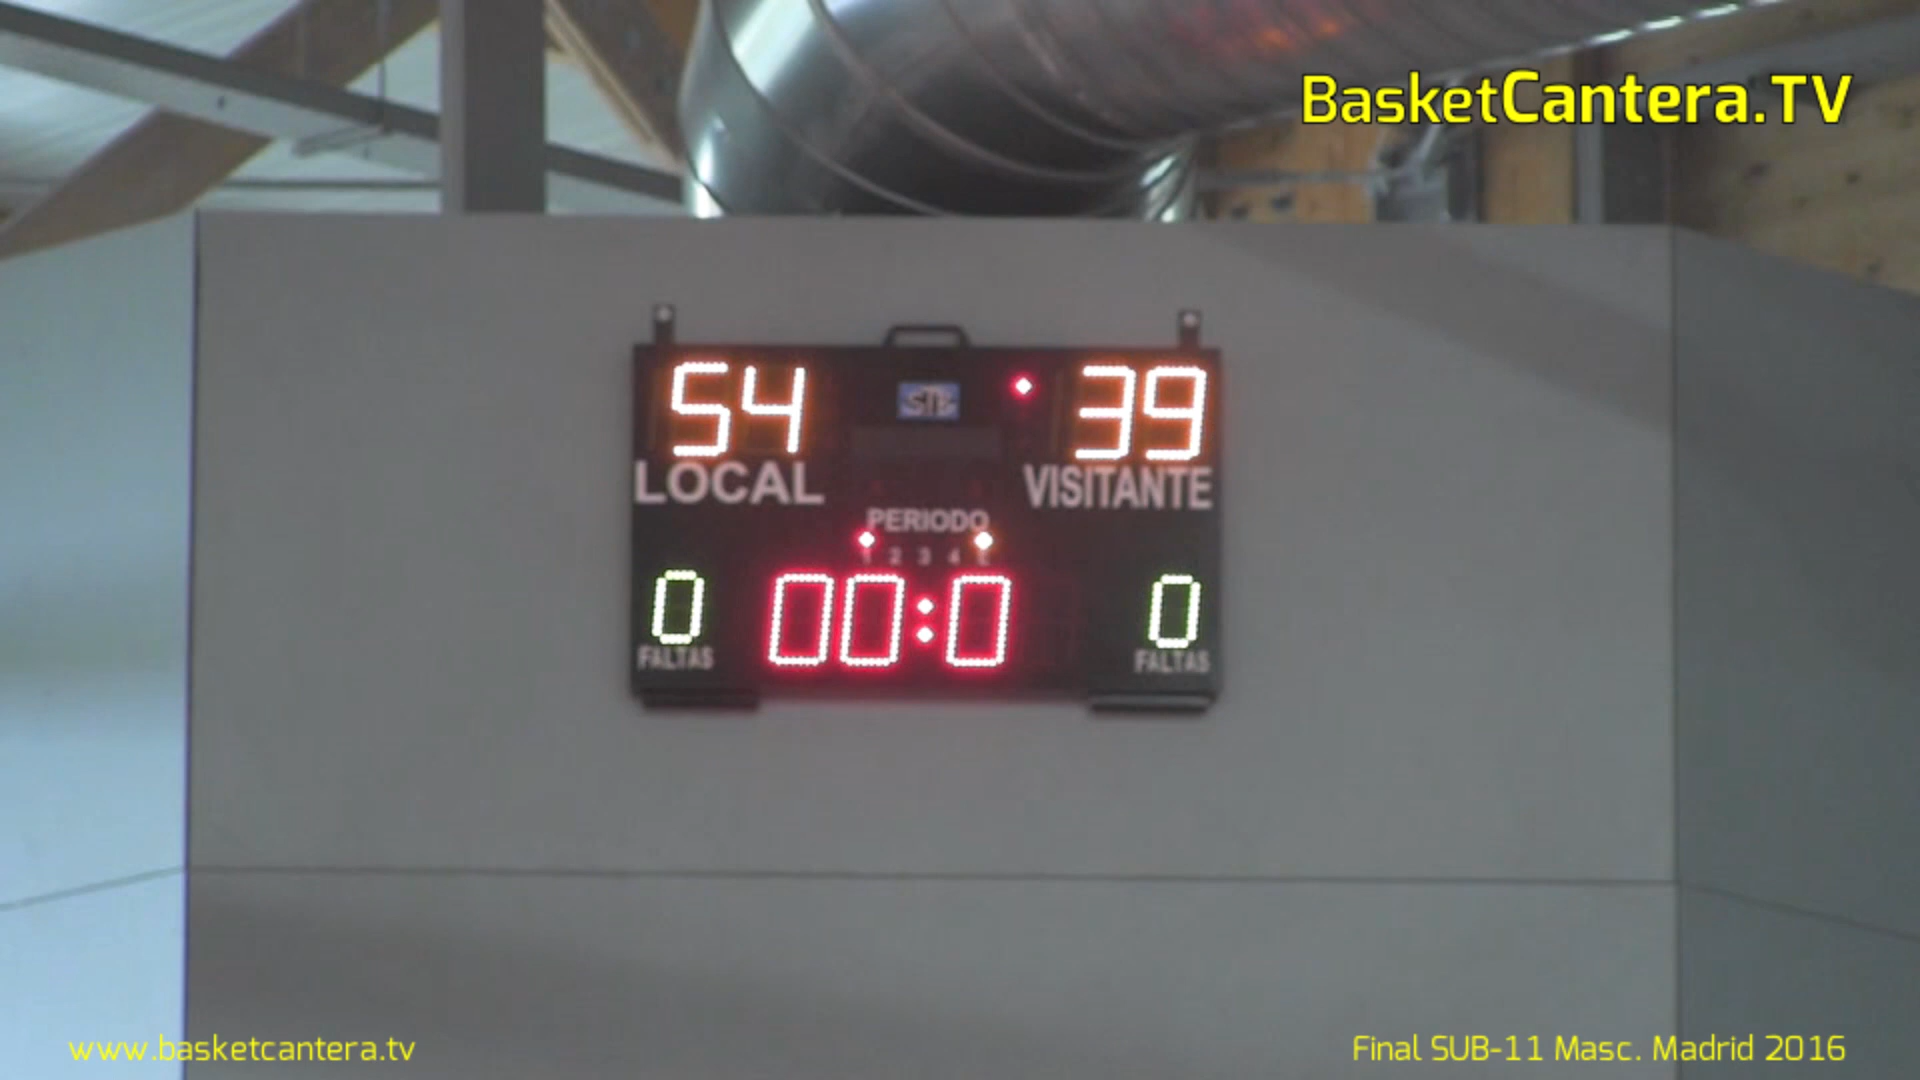 BasketCantera.TV
54 39
LOCAL VISITANTE
PERIODO
1 2 3 4 E
0 00:0 0
FALTAS FALTAS
www.basketcantera.tv
Final SUB-11 Masc. Madrid 2016